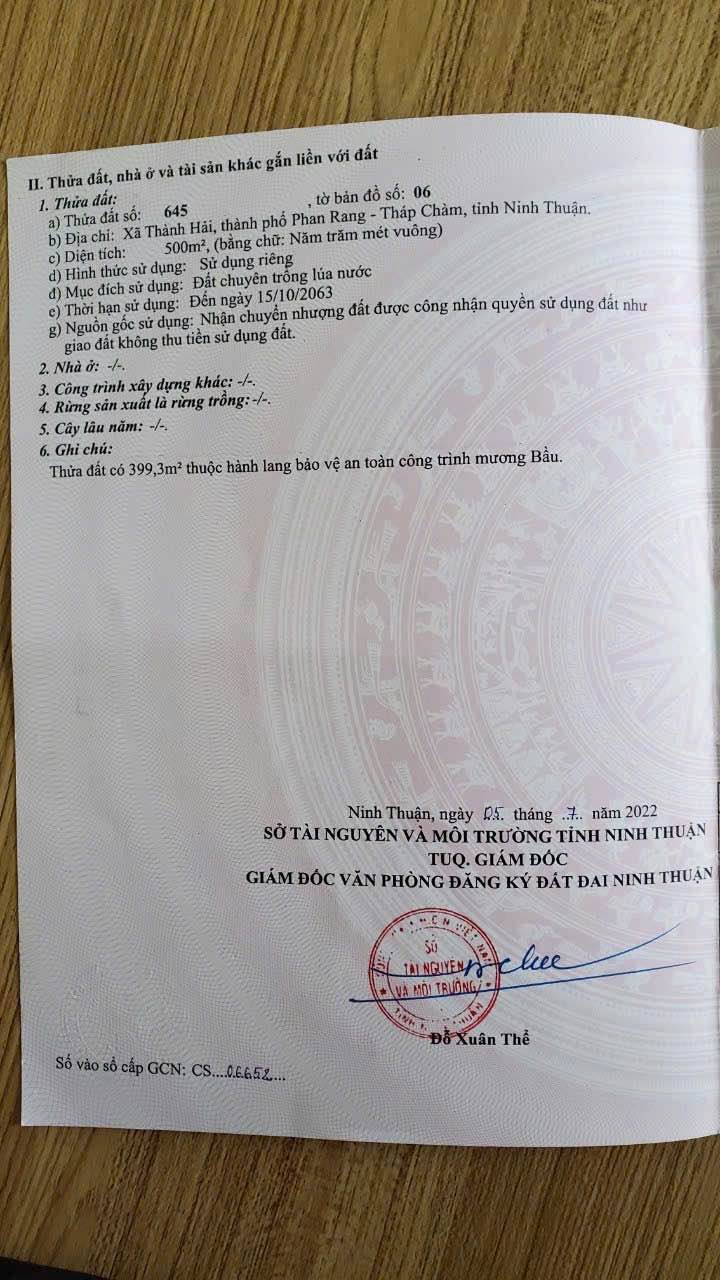 II. Thửa đất, nhà ở và tài sản khác gắn liền với đất
1. Thửa đất:
a) Thửa đất số: 645 , tờ bản đồ số: 06
b) Địa chỉ: Xã Thành Hải, thành phố Phan Rang - Tháp Chàm, tỉnh Ninh Thuận.
c) Diện tích: 500m², (bằng chữ: Năm trăm mét vuông)
d) Hình thức sử dụng: Sử dụng riêng
đ) Mục đích sử dụng: Đất chuyên trồng lúa nước
e) Thời hạn sử dụng: Đến ngày 15/10/2063
g) Nguồn gốc sử dụng: Nhận chuyển nhượng đất được công nhận quyền sử dụng đất như
giao đất không thu tiền sử dụng đất.
2. Nhà ở: -/-.
3. Công trình xây dựng khác: -/-.
4. Rừng sản xuất là rừng trồng: -/-.
5. Cây lâu năm: -/-.
6. Ghi chú:
Thửa đất có 399,3m² thuộc hành lang bảo vệ an toàn công trình mương Bầu.
Ninh Thuận, ngày 05 tháng .7.. năm 2022
SỞ TÀI NGUYÊN VÀ MÔI TRƯỜNG TỈNH NINH THUẬN
TUQ. GIÁM ĐỐC
GIÁM ĐỐC VĂN PHÒNG ĐĂNG KÝ ĐẤT ĐAI NINH THUẬN
SỞ
TÀI NGUYÊN
VÀ MÔI TRƯỜNG
Đỗ Xuân Thể
Số vào sổ cấp GCN: CS....06652....